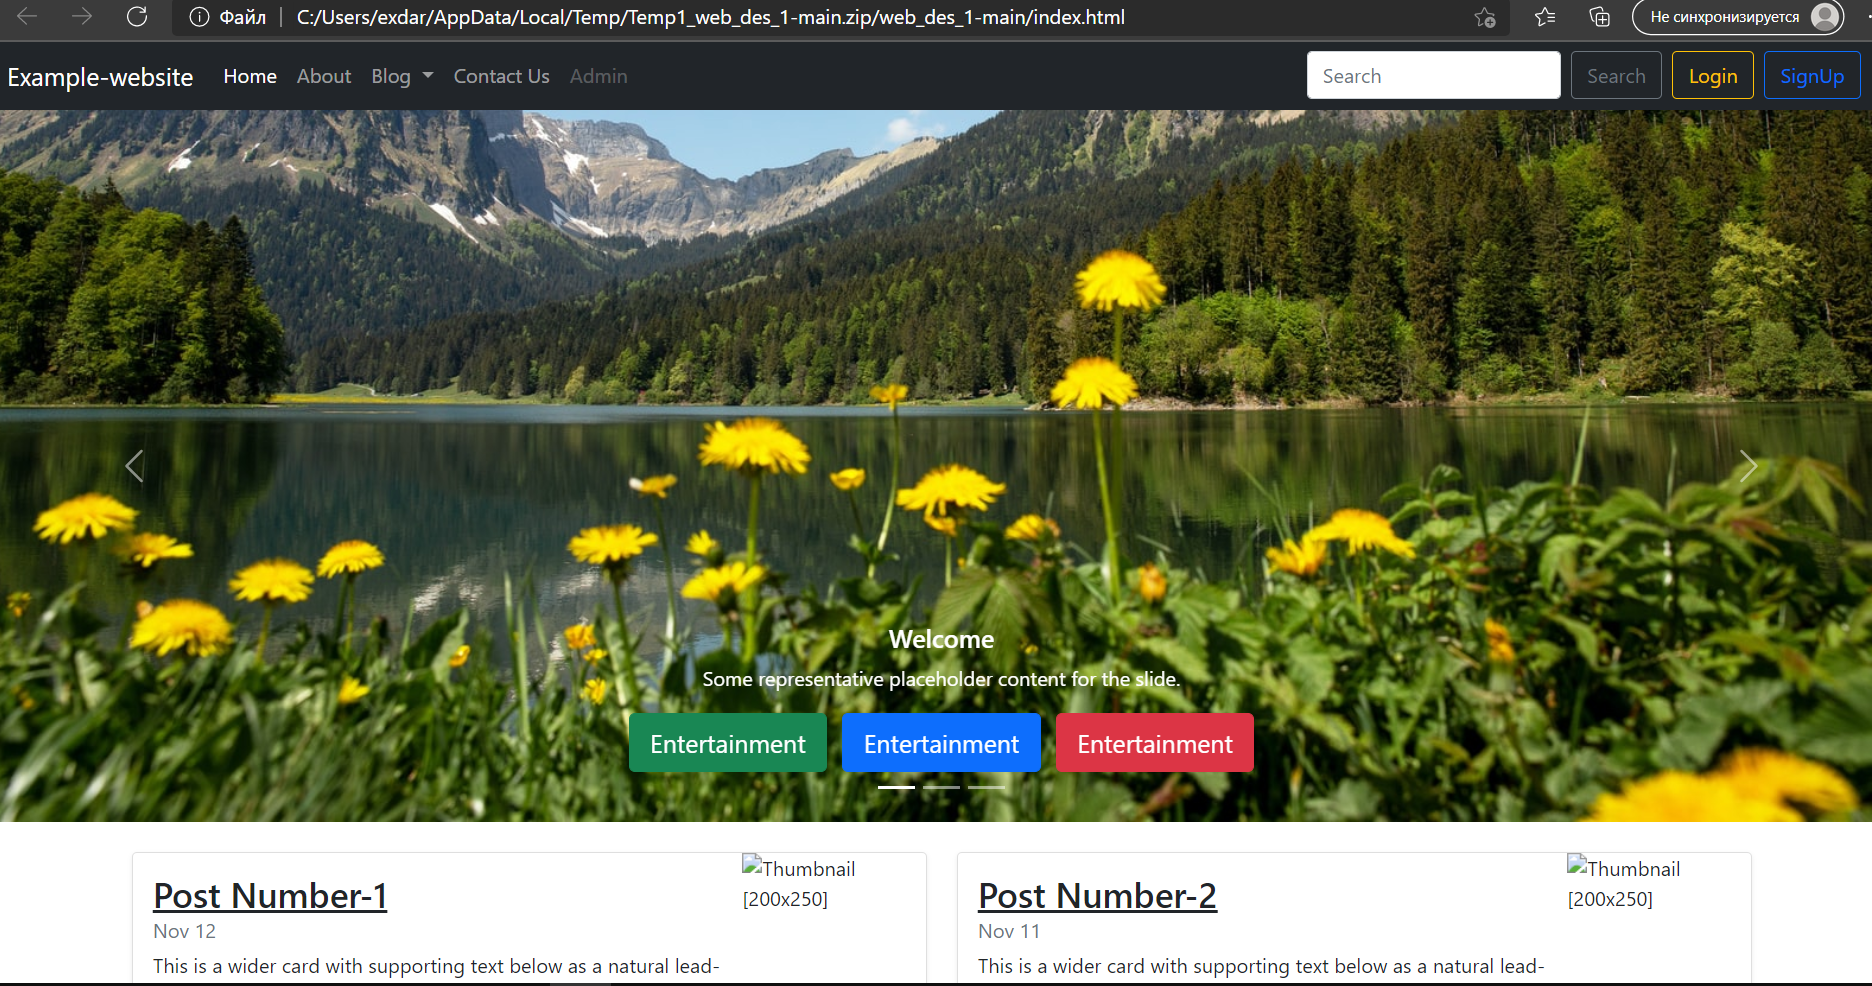 Файл C:/Users/exdar/AppData/Local/Temp/Temp1_web_des_1-main.zip/web_des_1-main/index.html Не синхронизируется
Example-website Home About Blog Contact Us Admin Search Search Login SignUp
Welcome
Some representative placeholder content for the slide.
Entertainment Entertainment Entertainment
Post Number-1
Nov 12
This is a wider card with supporting text below as a natural lead-
Thumbnail
[200x250]
Post Number-2
Nov 11
This is a wider card with supporting text below as a natural lead-
Thumbnail
[200x250]